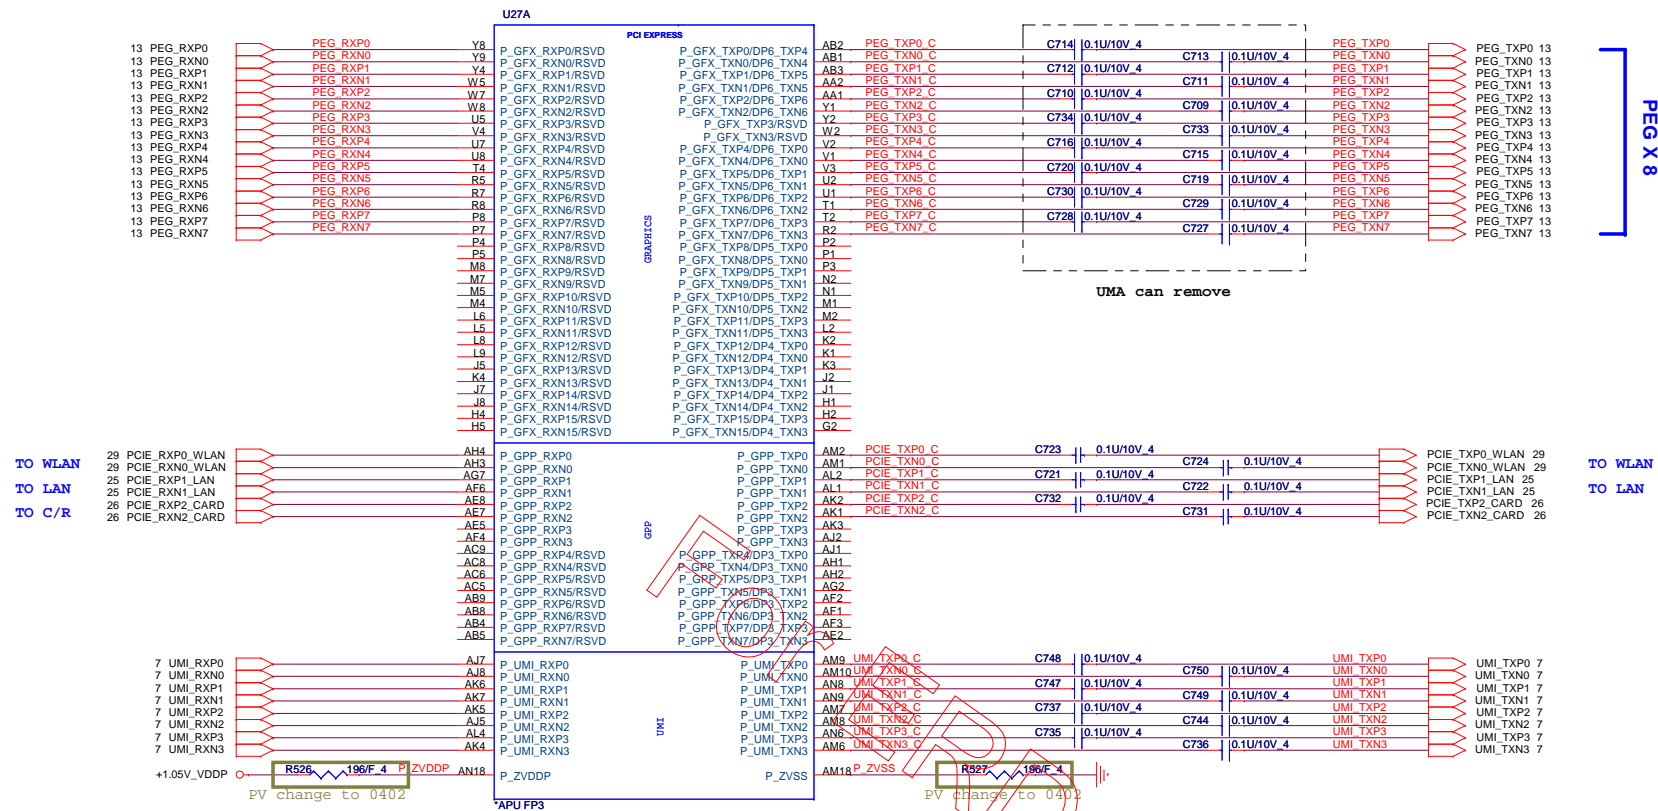 U27A
PCI EXPRESS
13 PEG_RXP0 PEG_RXP0 Y8 P_GFX_RXP0/RSVD P_GFX_TXP0/DP6_TXP4 AB2 PEG_TXP0_C C714 0.1U/10V_4 PEG_TXP0 PEG_TXP0 13
13 PEG_RXN0 PEG_RXN0 Y9 P_GFX_RXN0/RSVD P_GFX_TXN0/DP6_TXN4 AB1 PEG_TXN0_C C713 0.1U/10V_4 PEG_TXN0 PEG_TXN0 13
13 PEG_RXP1 PEG_RXP1 Y4 P_GFX_RXP1/RSVD P_GFX_TXP1/DP6_TXP5 AB3 PEG_TXP1_C C712 0.1U/10V_4 PEG_TXP1 PEG_TXP1 13
13 PEG_RXN1 PEG_RXN1 W5 P_GFX_RXN1/RSVD P_GFX_TXN1/DP6_TXN5 AA2 PEG_TXN1_C C711 0.1U/10V_4 PEG_TXN1 PEG_TXN1 13
13 PEG_RXP2 PEG_RXP2 W7 P_GFX_RXP2/RSVD P_GFX_TXP2/DP6_TXP6 AA1 PEG_TXP2_C C710 0.1U/10V_4 PEG_TXP2 PEG_TXP2 13
13 PEG_RXN2 PEG_RXN2 W8 P_GFX_RXN2/RSVD P_GFX_TXN2/DP6_TXN6 Y1 PEG_TXN2_C C709 0.1U/10V_4 PEG_TXN2 PEG_TXN2 13
13 PEG_RXP3 PEG_RXP3 U5 P_GFX_RXP3/RSVD P_GFX_TXP3/RSVD Y2 PEG_TXP3_C C734 0.1U/10V_4 PEG_TXP3 PEG_TXP3 13
13 PEG_RXN3 PEG_RXN3 V4 P_GFX_RXN3/RSVD P_GFX_TXN3/RSVD W2 PEG_TXN3_C C733 0.1U/10V_4 PEG_TXN3 PEG_TXN3 13
13 PEG_RXP4 PEG_RXP4 U7 P_GFX_RXP4/RSVD P_GFX_TXP4/DP6_TXP0 V2 PEG_TXP4_C C716 0.1U/10V_4 PEG_TXP4 PEG_TXP4 13
13 PEG_RXN4 PEG_RXN4 U8 P_GFX_RXN4/RSVD P_GFX_TXN4/DP6_TXN0 V1 PEG_TXN4_C C715 0.1U/10V_4 PEG_TXN4 PEG_TXN4 13
13 PEG_RXP5 PEG_RXP5 T4 P_GFX_RXP5/RSVD P_GFX_TXP5/DP6_TXP1 V3 PEG_TXP5_C C720 0.1U/10V_4 PEG_TXP5 PEG_TXP5 13
13 PEG_RXN5 PEG_RXN5 R5 P_GFX_RXN5/RSVD P_GFX_TXN5/DP6_TXN1 U2 PEG_TXN5_C C719 0.1U/10V_4 PEG_TXN5 PEG_TXN5 13
13 PEG_RXP6 PEG_RXP6 R7 P_GFX_RXP6/RSVD P_GFX_TXP6/DP6_TXP2 U1 PEG_TXP6_C C730 0.1U/10V_4 PEG_TXP6 PEG_TXP6 13
13 PEG_RXN6 PEG_RXN6 R8 P_GFX_RXN6/RSVD P_GFX_TXN6/DP6_TXN2 T1 PEG_TXN6_C C729 0.1U/10V_4 PEG_TXN6 PEG_TXN6 13
13 PEG_RXP7 PEG_RXP7 P8 P_GFX_RXP7/RSVD P_GFX_TXP7/DP6_TXP3 T2 PEG_TXP7_C C728 0.1U/10V_4 PEG_TXP7 PEG_TXP7 13
13 PEG_RXN7 PEG_RXN7 P7 P_GFX_RXN7/RSVD P_GFX_TXN7/DP6_TXN3 R2 PEG_TXN7_C C727 0.1U/10V_4 PEG_TXN7 PEG_TXN7 13
PEG X 8
GRAPHICS
P4 P_GFX_RXP8/RSVD P_GFX_TXP8/DP5_TXP0 P2
P5 P_GFX_RXN8/RSVD P_GFX_TXN8/DP5_TXN0 P1
M8 P_GFX_RXP9/RSVD P_GFX_TXP9/DP5_TXP1 P3
M7 P_GFX_RXN9/RSVD P_GFX_TXN9/DP5_TXN1 N2
M5 P_GFX_RXP10/RSVD P_GFX_TXP10/DP5_TXP2 N1
M4 P_GFX_RXN10/RSVD P_GFX_TXN10/DP5_TXN2 M1
L6 P_GFX_RXP11/RSVD P_GFX_TXP11/DP5_TXP3 M2
L5 P_GFX_RXN11/RSVD P_GFX_TXN11/DP5_TXN3 L2
L8 P_GFX_RXP12/RSVD P_GFX_TXP12/DP4_TXP0 K2
L9 P_GFX_RXN12/RSVD P_GFX_TXN12/DP4_TXN0 K1
J5 P_GFX_RXP13/RSVD P_GFX_TXP13/DP4_TXP1 K3
K4 P_GFX_RXN13/RSVD P_GFX_TXN13/DP4_TXN1 J2
J7 P_GFX_RXP14/RSVD P_GFX_TXP14/DP4_TXP2 J1
J8 P_GFX_RXN14/RSVD P_GFX_TXN14/DP4_TXN2 H1
H4 P_GFX_RXP15/RSVD P_GFX_TXP15/DP4_TXP3 H2
H5 P_GFX_RXN15/RSVD P_GFX_TXN15/DP4_TXN3 G2
UMA can remove
TO WLAN
29 PCIE_RXP0_WLAN AH4 P_GPP_RXP0 P_GPP_TXP0 AM2 PCIE_TXP0_C C723 0.1U/10V_4 PCIE_TXP0_WLAN 29
29 PCIE_RXN0_WLAN AH3 P_GPP_RXN0 P_GPP_TXN0 AM1 PCIE_TXN0_C C724 0.1U/10V_4 PCIE_TXN0_WLAN 29
TO WLAN
TO LAN
25 PCIE_RXP1_LAN AG7 P_GPP_RXP1 P_GPP_TXP1 AL2 PCIE_TXP1_C C721 0.1U/10V_4 PCIE_TXP1_LAN 25
25 PCIE_RXN1_LAN AF6 P_GPP_RXN1 P_GPP_TXN1 AL1 PCIE_TXN1_C C722 0.1U/10V_4 PCIE_TXN1_LAN 25
TO LAN
TO C/R
26 PCIE_RXP2_CARD AE8 P_GPP_RXP2 P_GPP_TXP2 AK2 PCIE_TXP2_C C732 0.1U/10V_4 PCIE_TXP2_CARD 26
26 PCIE_RXN2_CARD AE7 P_GPP_RXN2 P_GPP_TXN2 AK1 PCIE_TXN2_C C731 0.1U/10V_4 PCIE_TXN2_CARD 26
GPP
AE5 P_GPP_RXP3 P_GPP_TXP3 AK3
AF4 P_GPP_RXN3 P_GPP_TXN3 AJ2
AC9 P_GPP_RXP4/RSVD P_GPP_TXP4/DP3_TXP0 AJ1
AC8 P_GPP_RXN4/RSVD P_GPP_TXN4/DP3_TXN0 AH1
AC6 P_GPP_RXP5/RSVD P_GPP_TXP5/DP3_TXP1 AH2
AC5 P_GPP_RXN5/RSVD P_GPP_TXN5/DP3_TXN1 AG2
AB9 P_GPP_RXP6/RSVD P_GPP_TXP6/DP3_TXP2 AF2
AB8 P_GPP_RXN6/RSVD P_GPP_TXN6/DP3_TXN2 AF1
AB4 P_GPP_RXP7/RSVD P_GPP_TXP7/DP3_TXP3 AF3
AB5 P_GPP_RXN7/RSVD P_GPP_TXN7/DP3_TXN3 AE2
For
7 UMI_RXP0 AJ7 P_UMI_RXP0 P_UMI_TXP0 AM9 UMI_TXP0_C C748 0.1U/10V_4 UMI_TXP0 UMI_TXP0 7
7 UMI_RXN0 AJ8 P_UMI_RXN0 P_UMI_TXN0 AM10 UMI_TXN0_C C750 0.1U/10V_4 UMI_TXN0 UMI_TXN0 7
7 UMI_RXP1 AK6 P_UMI_RXP1 P_UMI_TXP1 AN8 UMI_TXP1_C C747 0.1U/10V_4 UMI_TXP1 UMI_TXP1 7
7 UMI_RXN1 AK7 P_UMI_RXN1 P_UMI_TXN1 AN9 UMI_TXN1_C C749 0.1U/10V_4 UMI_TXN1 UMI_TXN1 7
7 UMI_RXP2 AK5 P_UMI_RXP2 P_UMI_TXP2 AM7 UMI_TXP2_C C737 0.1U/10V_4 UMI_TXP2 UMI_TXP2 7
7 UMI_RXN2 AJ5 P_UMI_RXN2 P_UMI_TXN2 AM8 UMI_TXN2_C C744 0.1U/10V_4 UMI_TXN2 UMI_TXN2 7
7 UMI_RXP3 AL4 P_UMI_RXP3 P_UMI_TXP3 AN6 UMI_TXP3_C C735 0.1U/10V_4 UMI_TXP3 UMI_TXP3 7
7 UMI_RXN3 AK4 P_UMI_RXN3 P_UMI_TXN3 AM6 UMI_TXN3_C C736 0.1U/10V_4 UMI_TXN3 UMI_TXN3 7
UMI
+1.05V_VDDP R526 196/F_4 P_ZVDDP AN18 P_ZVDDP P_ZVSS AM18 P_ZVSS R527 196/F_4
PV change to 0402
PV change to 0402
*APU FP3